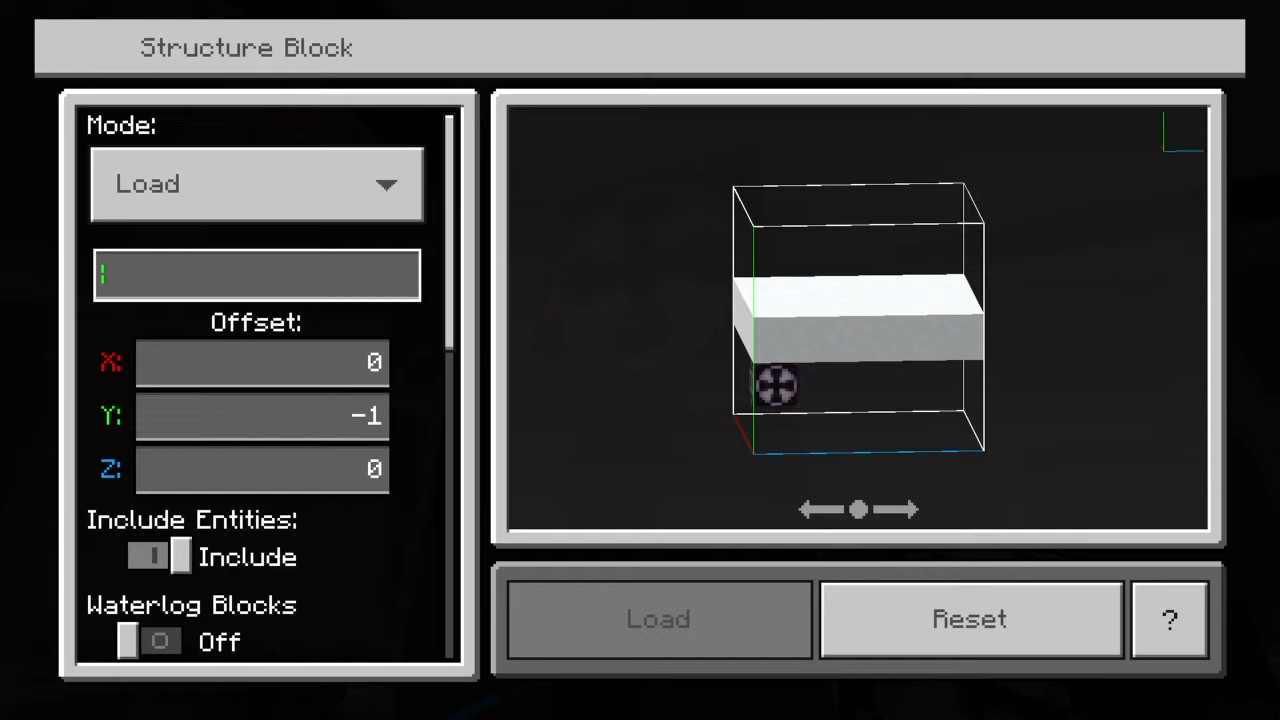 Structure Block
Mode:
Load
Offset:
X: 0
Y: -1
Z: 0
Include Entities:
Include
Waterlog Blocks
Off
Load
Reset
?